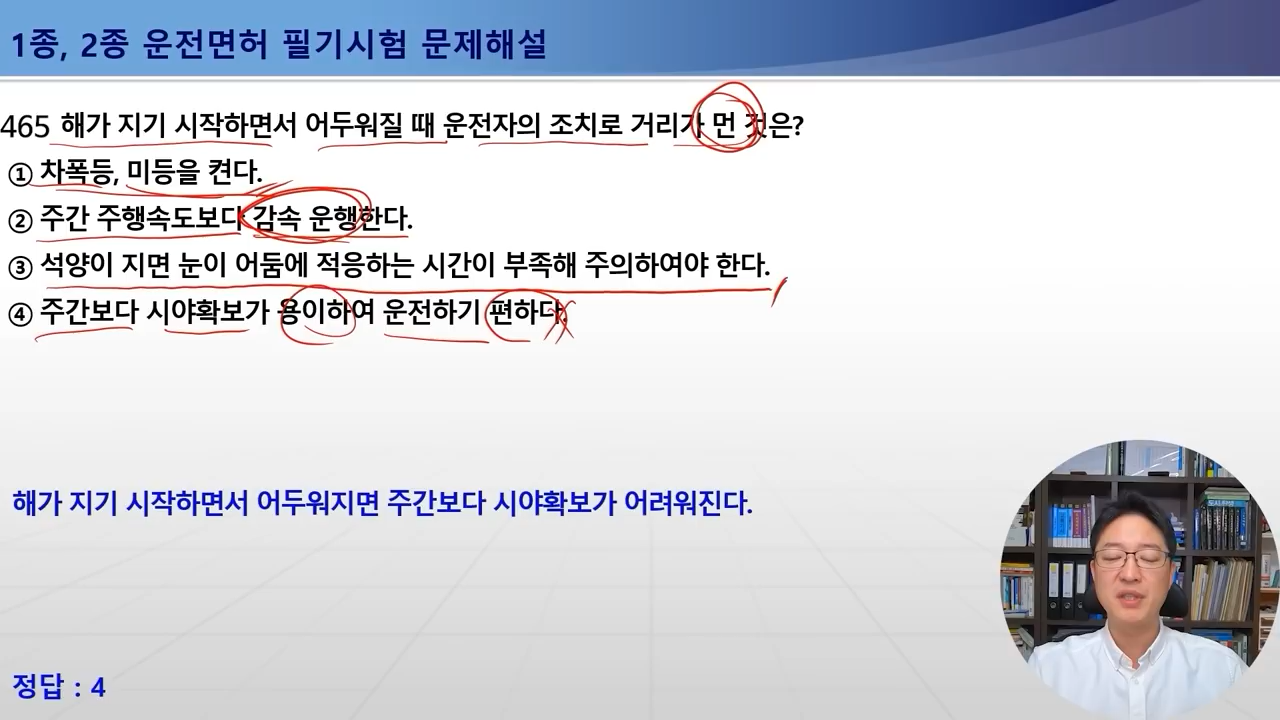 1종, 2종 운전면허 필기시험 문제해설
465 해가 지기 시작하면서 어두워질 때 운전자의 조치로 거리가 먼 것은?
① 차폭등, 미등을 켠다.
② 주간 주행속도보다 감속 운행한다.
③ 석양이 지면 눈이 어둠에 적응하는 시간이 부족해 주의하여야 한다.
④ 주간보다 시야확보가 용이하여 운전하기 편하다.
해가 지기 시작하면서 어두워지면 주간보다 시야확보가 어려워진다.
정답 : 4